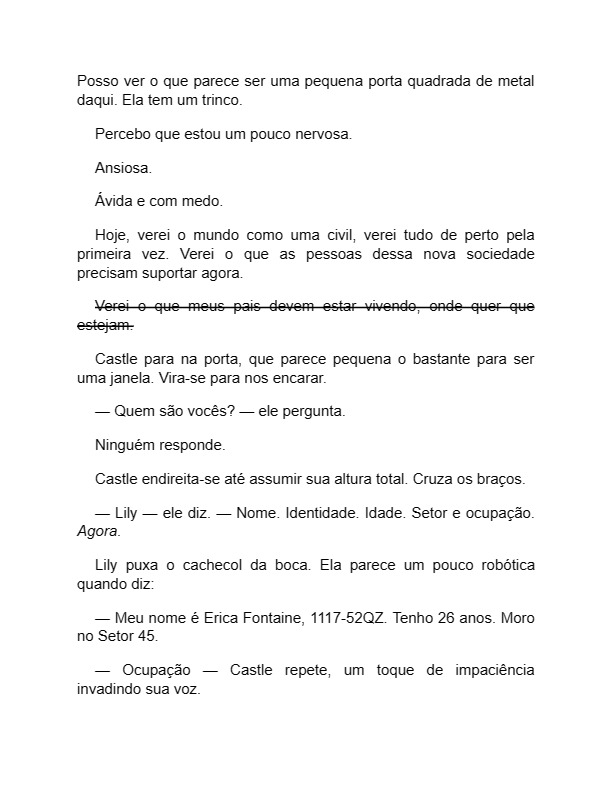 Posso ver o que parece ser uma pequena porta quadrada de metal
daqui. Ela tem um trinco.
Percebo que estou um pouco nervosa.
Ansiosa.
Ávida e com medo.
Hoje, verei o mundo como uma civil, verei tudo de perto pela
primeira vez. Verei o que as pessoas dessa nova sociedade
precisam suportar agora.
Verei o que meus pais devem estar vivendo, onde quer que
estejam.
Castle para na porta, que parece pequena o bastante para ser
uma janela. Vira-se para nos encarar.
— Quem são vocês? — ele pergunta.
Ninguém responde.
Castle endireita-se até assumir sua altura total. Cruza os braços.
— Lily — ele diz. — Nome. Identidade. Idade. Setor e ocupação.
Agora.
Lily puxa o cachecol da boca. Ela parece um pouco robótica
quando diz:
— Meu nome é Erica Fontaine, 1117-52QZ. Tenho 26 anos. Moro
no Setor 45.
— Ocupação — Castle repete, um toque de impaciência
invadindo sua voz.